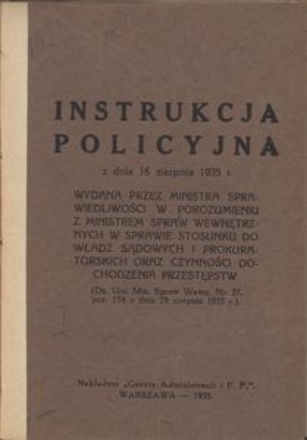 INSTRUKCJA
POLICYJNA
z dnia 16 sierpnia 1935 r.
WYDANA PRZEZ MINISTRA SPRA-
WIEDLIWOŚCI W POROZUMIENIU
Z MINISTREM SPRAW WEWNĘTRZ-
NYCH W SPRAWIE STOSUNKU DO
WŁADZ SĄDOWYCH I PROKURA-
TORSKICH ORAZ CZYNNOŚCI DO-
CHODZENIA PRZESTĘPSTW
(Dz. Urz. Min. Spraw Wewn. Nr. 27,
poz. 154 z dnia 28 sierpnia 1935 r.).
Nakładem „Gazety Administracji i P. P.".
WARSZAWA — 1935.